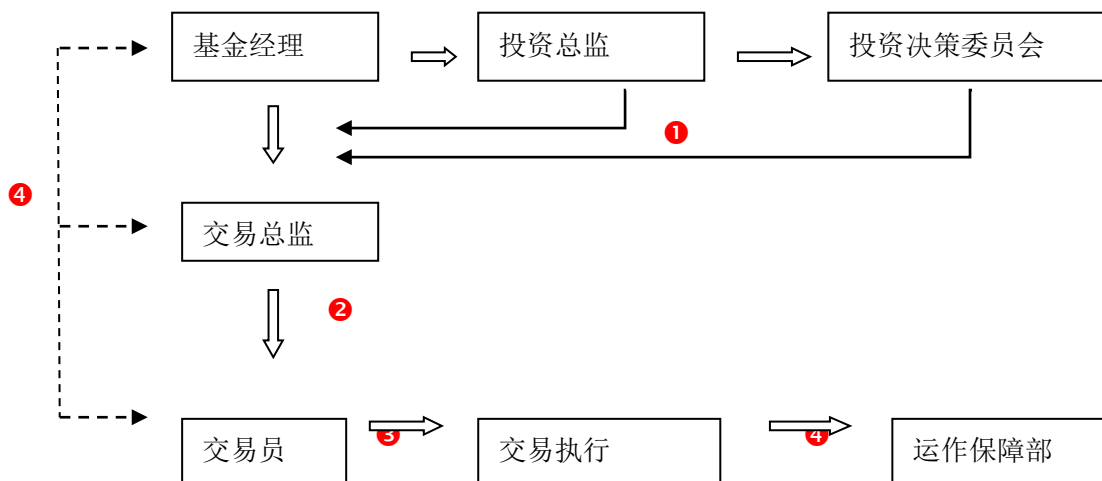 基金经理
投资总监
投资决策委员会
❶
❹
交易总监
❷
交易员
❸
交易执行
❹
运作保障部